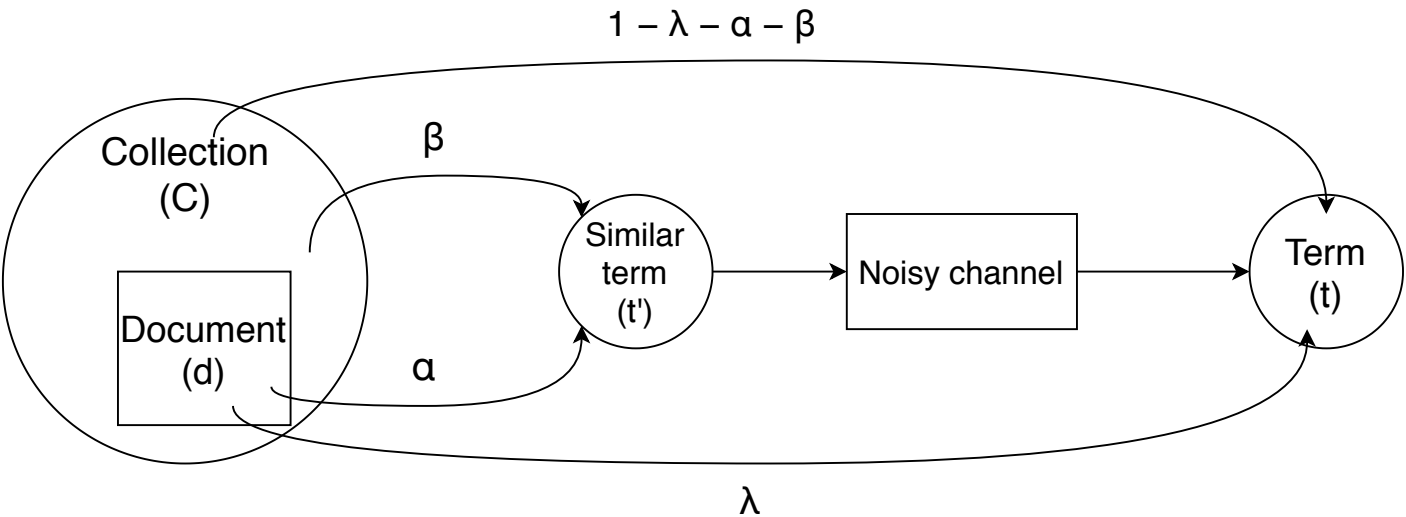 1 – λ – α – β
Collection
(C)
β
Similar
term
(t')
Noisy channel
Term
(t)
Document
(d)
α
λ